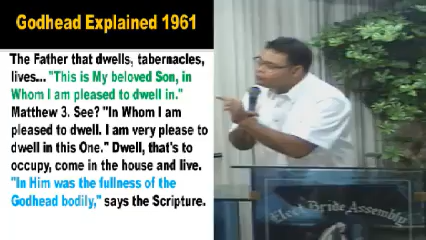 Godhead Explained 1961
The Father that dwells, tabernacles,
lives... "This is My beloved Son, in
Whom I am pleased to dwell in."
Matthew 3. See? "In Whom I am
pleased to dwell. I am very please to
dwell in this One." Dwell, that's to
occupy, come in the house and live.
"In Him was the fullness of the
Godhead bodily," says the Scripture.
Elect Bride Assembly